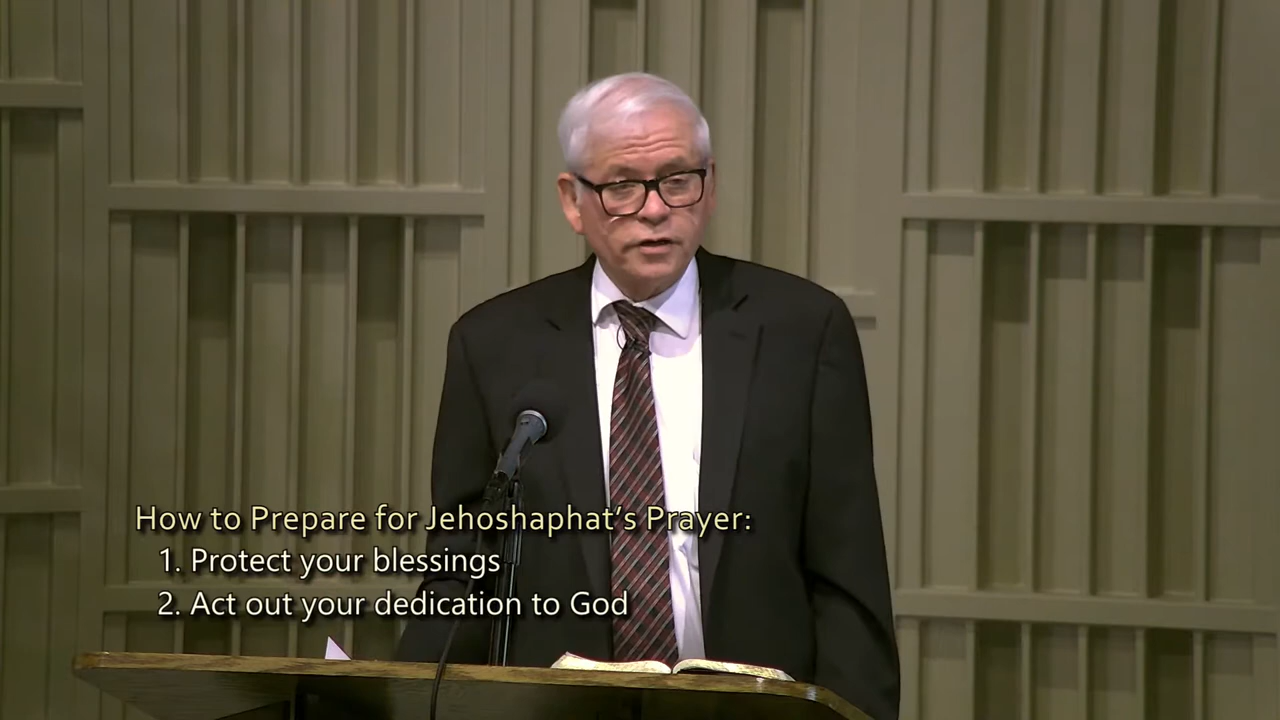 How to Prepare for Jehoshaphat's Prayer:
1. Protect your blessings
2. Act out your dedication to God